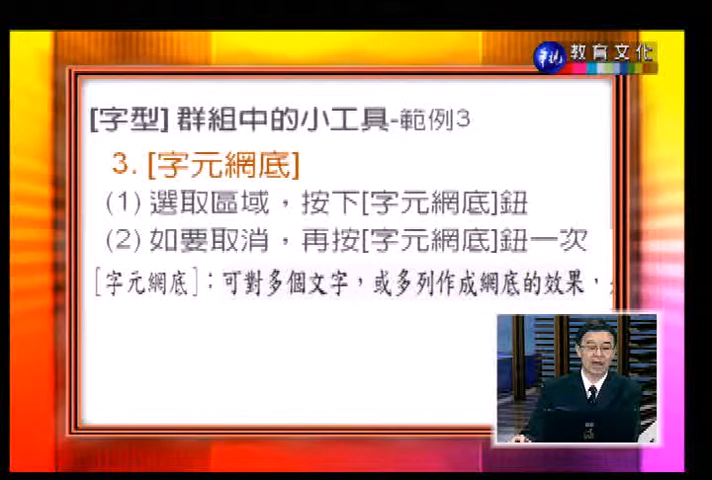 華視 教育文化
[字型] 群組中的小工具-範例3
3. [字元網底]
(1) 選取區域，按下[字元網底]鈕
(2) 如要取消，再按[字元網底]鈕一次
[字元網底]：可對多個文字，或多列作成網底的效果，